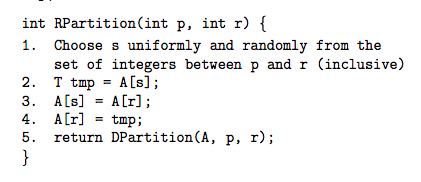 int RPartition(int p, int r) {
1. Choose s uniformly and randomly from the
set of integers between p and r (inclusive)
2. T tmp = A[s];
3. A[s] = A[r];
4. A[r] = tmp;
5. return DPartition(A, p, r);
}